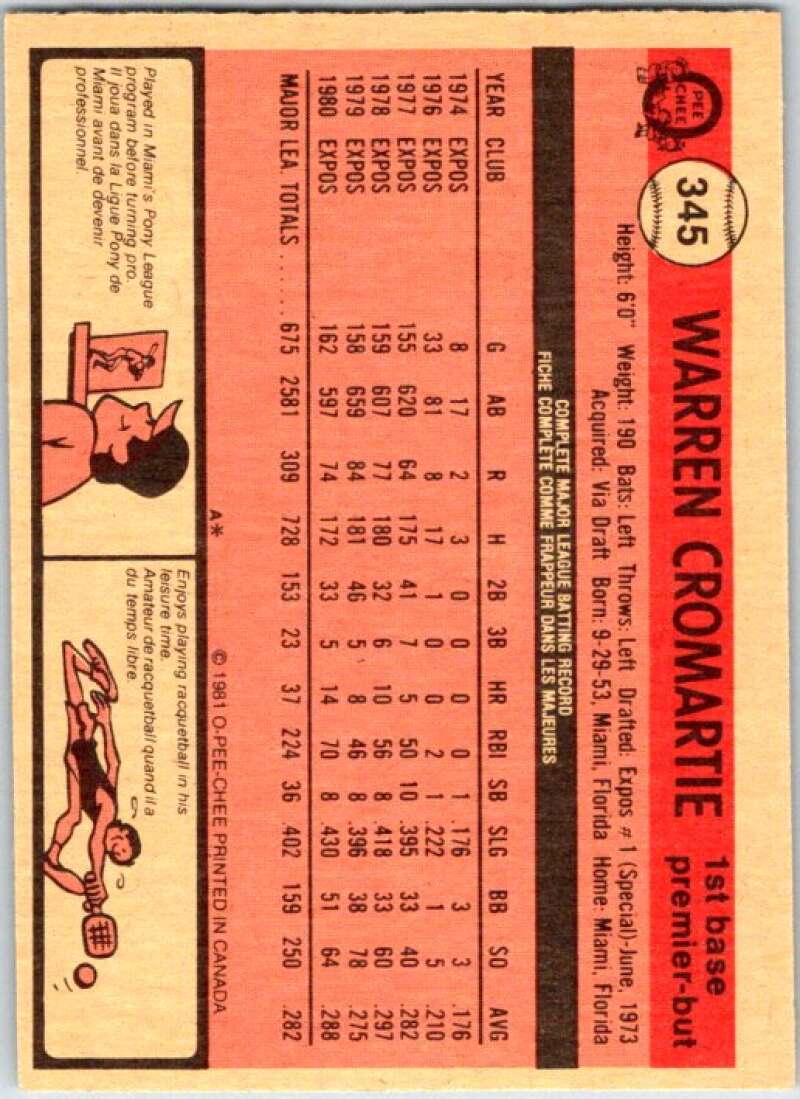 O
PEE
CHEE
345
WARREN CROMARTIE
1st base
premier-but
Height: 6'0" Weight: 190 Bats: Left Throws: Left Drafted: Expos # 1 (Special)-June, 1973
Acquired: Via Draft Born: 9-29-53, Miami, Florida Home: Miami, Florida
COMPLETE MAJOR LEAGUE BATTING RECORD
FICHE COMPLETE COMME FRAPPEUR DANS LES MAJEURES
YEAR CLUB G AB R H 2B 3B HR RBI SB SLG BB SO AVG
1974 EXPOS 8 17 2 3 0 0 0 0 1 .176 3 3 .176
1976 EXPOS 33 81 8 17 1 0 0 2 1 .222 1 5 .210
1977 EXPOS 155 620 64 175 41 7 5 50 10 .395 33 40 .282
1978 EXPOS 159 607 77 180 32 6 10 56 8 .418 33 60 .297
1979 EXPOS 158 659 84 181 46 5 8 46 8 .396 38 78 .275
1980 EXPOS 162 597 74 172 33 5 14 70 8 .430 51 64 .288
MAJOR LEA. TOTALS ...... 675 2581 309 728 153 23 37 224 36 .402 159 250 .282
A* © 1981 O-PEE-CHEE PRINTED IN CANADA
Played in Miami's Pony League
program before turning pro.
Il joua dans la Ligue Pony de
Miami avant de devenir
professionnel.
Enjoys playing racquetball in his
leisure time.
Amateur de racquetball quand il a
du temps libre.